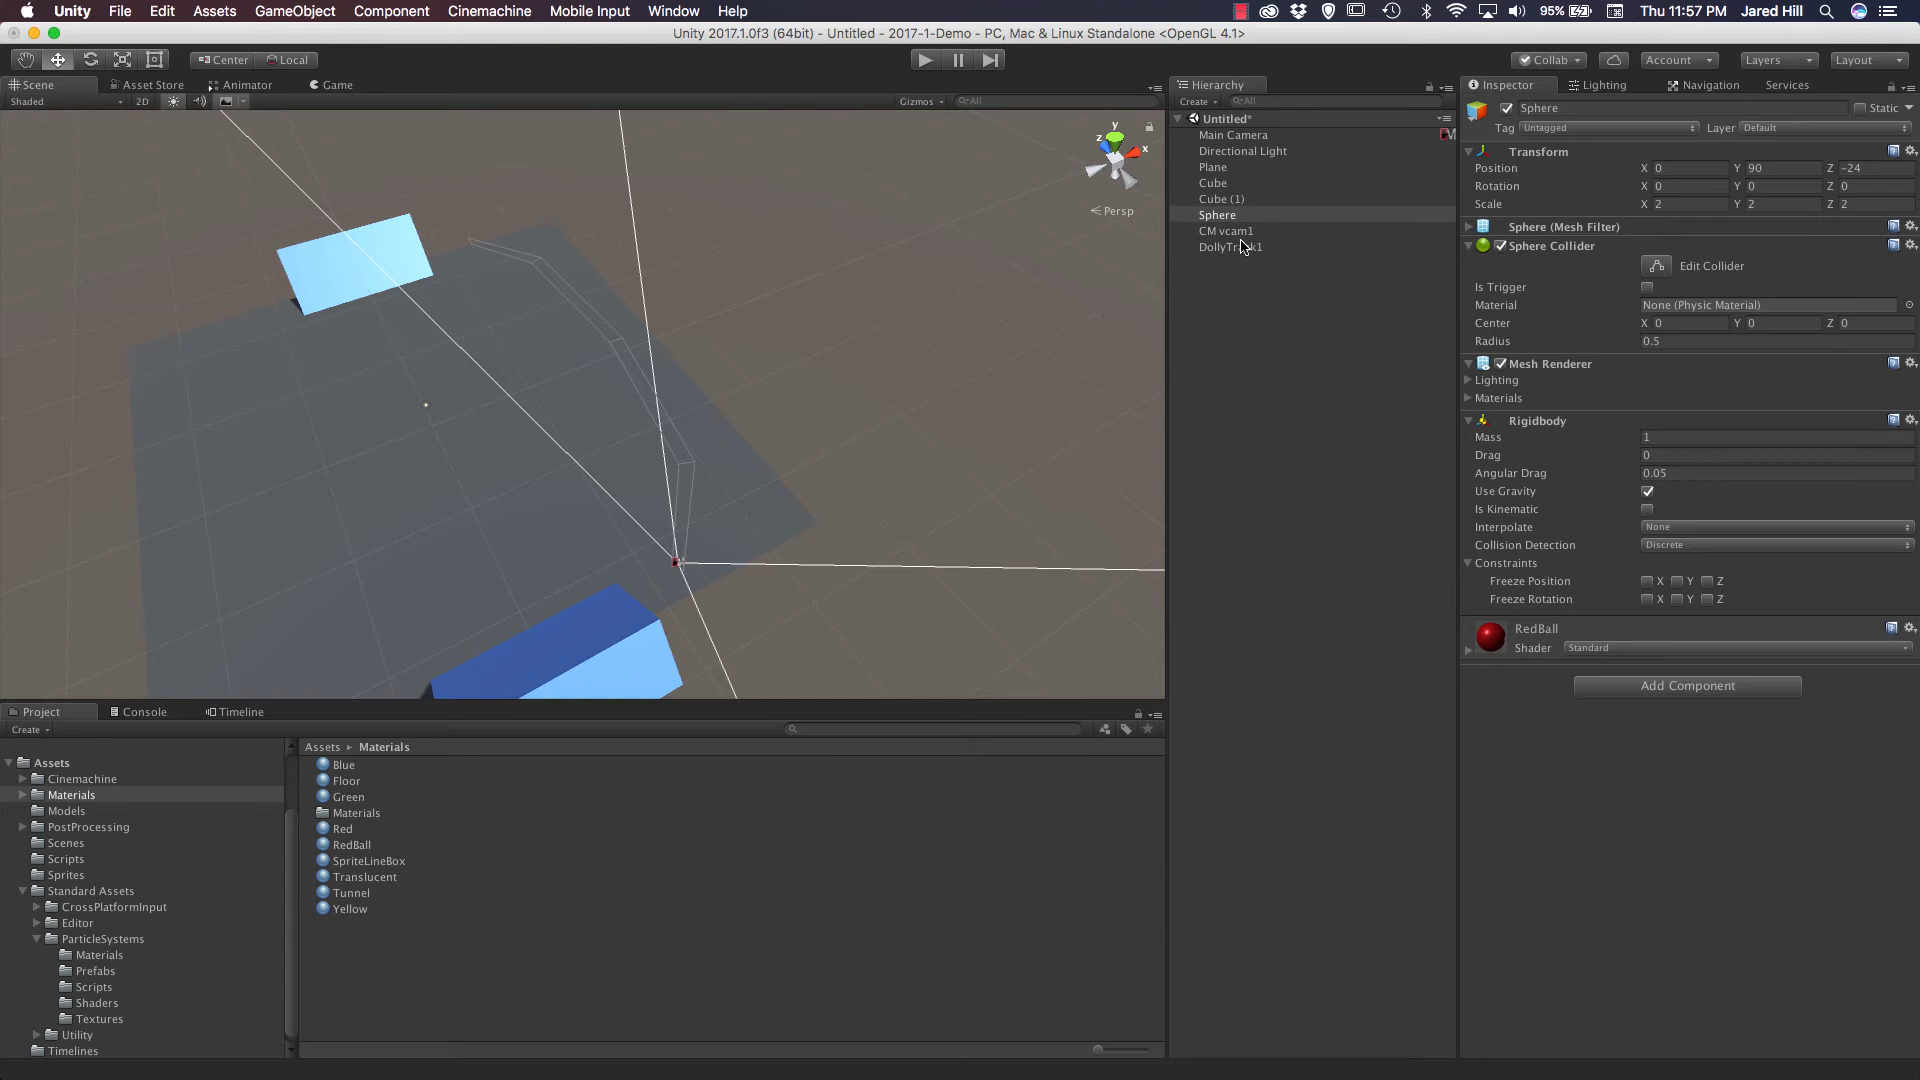 Unity File Edit Assets GameObject Component Cinemachine Mobile Input Window Help 95% Thu 11:57 PM Jared Hill
Unity 2017.1.0f3 (64bit) - Untitled - 2017-1-Demo - PC, Mac & Linux Standalone <OpenGL 4.1>
Center Local Collab Account Layers Layout
Scene Asset Store Animator Game
Shaded 2D Gizmos All
y
z x
Persp
Hierarchy
Create All
Untitled*
Main Camera
Directional Light
Plane
Cube
Cube (1)
Sphere
CM vcam1
DollyTrack1
Inspector Lighting Navigation Services
Sphere Static
Tag Untagged Layer Default
Transform
Position X 0 Y 90 Z -24
Rotation X 0 Y 0 Z 0
Scale X 2 Y 2 Z 2
Sphere (Mesh Filter)
Sphere Collider
Edit Collider
Is Trigger
Material None (Physic Material)
Center X 0 Y 0 Z 0
Radius 0.5
Mesh Renderer
Lighting
Materials
Rigidbody
Mass 1
Drag 0
Angular Drag 0.05
Use Gravity
Is Kinematic
Interpolate None
Collision Detection Discrete
Constraints
Freeze Position X Y Z
Freeze Rotation X Y Z
RedBall
Shader Standard
Add Component
Project Console Timeline
Create
Assets
Cinemachine
Materials
Models
PostProcessing
Scenes
Scripts
Sprites
Standard Assets
CrossPlatformInput
Editor
ParticleSystems
Materials
Prefabs
Scripts
Shaders
Textures
Utility
Timelines
Assets Materials
Blue
Floor
Green
Materials
Red
RedBall
SpriteLineBox
Translucent
Tunnel
Yellow